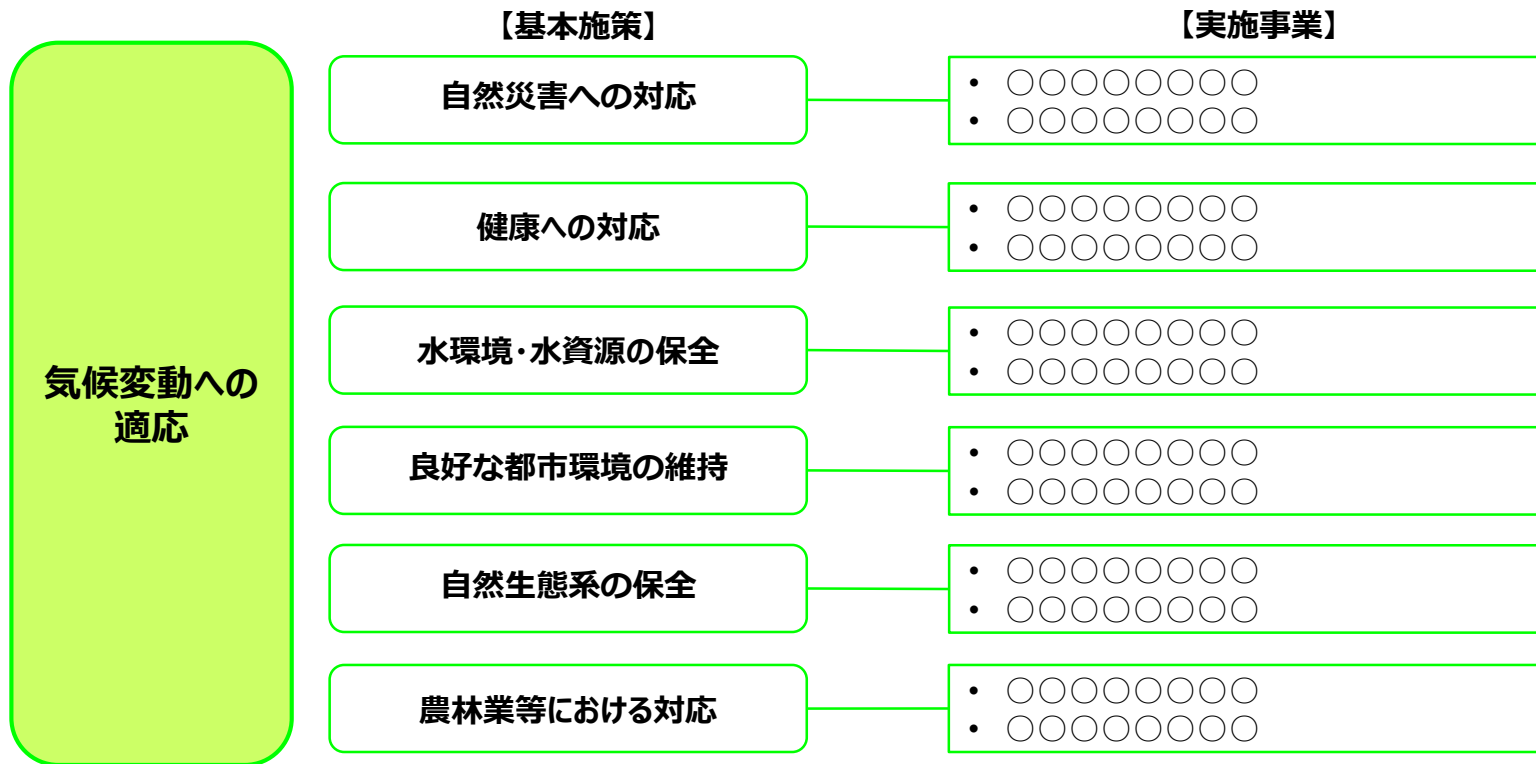 【基本施策】
【実施事業】
気候変動への
適応
自然災害への対応
• 〇〇〇〇〇〇〇〇
• 〇〇〇〇〇〇〇〇
健康への対応
• 〇〇〇〇〇〇〇〇
• 〇〇〇〇〇〇〇〇
水環境・水資源の保全
• 〇〇〇〇〇〇〇〇
• 〇〇〇〇〇〇〇〇
良好な都市環境の維持
• 〇〇〇〇〇〇〇〇
• 〇〇〇〇〇〇〇〇
自然生態系の保全
• 〇〇〇〇〇〇〇〇
• 〇〇〇〇〇〇〇〇
農林業等における対応
• 〇〇〇〇〇〇〇〇
• 〇〇〇〇〇〇〇〇